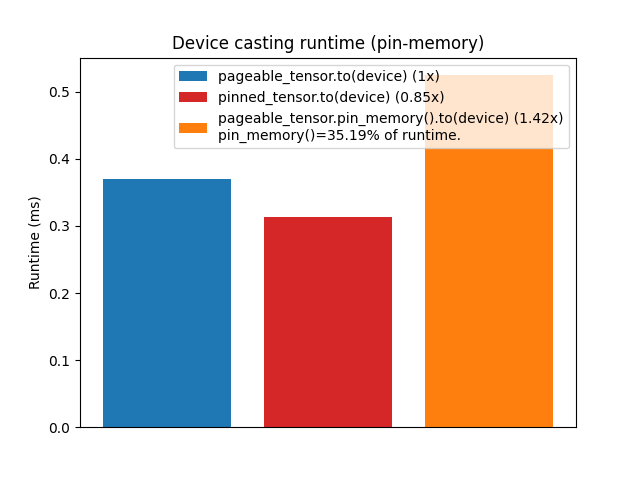 Device casting runtime (pin-memory)
pageable_tensor.to(device) (1x)
pinned_tensor.to(device) (0.85x)
pageable_tensor.pin_memory().to(device) (1.42x)
pin_memory()=35.19% of runtime.
Runtime (ms)
0.5
0.4
0.3
0.2
0.1
0.0